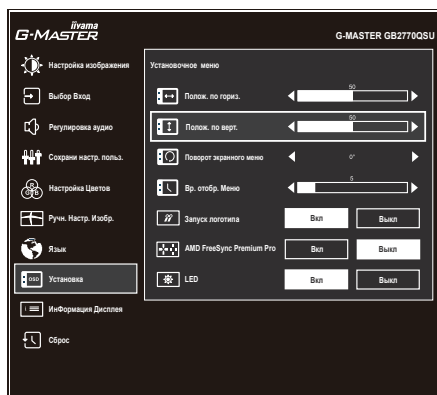 iiyama
G-MASTER
G-MASTER GB2770QSU
Настройка изображения
Выбор Вход
Регулировка аудио
Сохрани настр. польз.
R
G B
Настройка Цветов
Ручн. Настр. Изобр.
Язык
OSD
Установка
i
ИнФормация Дисплея
Сброс
Установочное меню
Полож. по гориз.
50
Полож. по верт.
50
Поворот экранного меню
0°
Вр. отобр. Меню
5
Запуск логотипа
Вкл
Выкл
AMD FreeSync Premium Pro
Вкл
Выкл
LED
Вкл
Выкл